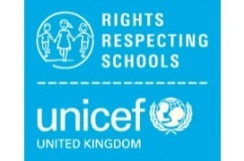 RIGHTS
RESPECTING
SCHOOLS
unicef
UNITED KINGDOM